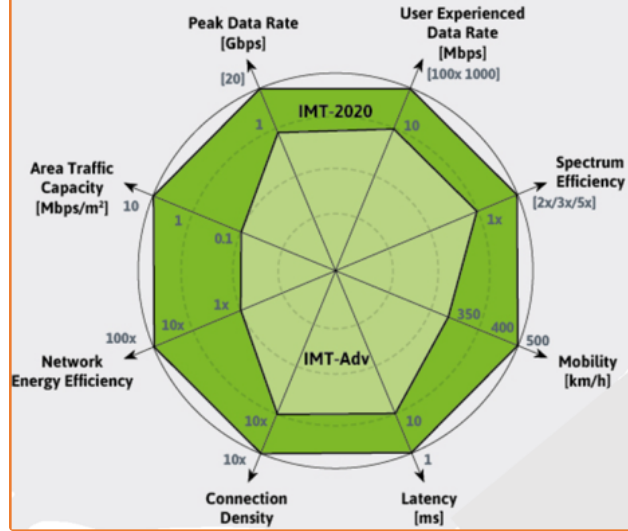 Peak Data Rate
[Gbps]
[20]
User Experienced
Data Rate
[Mbps]
[100x 1000]
IMT-2020
1
10
Area Traffic
Capacity
[Mbps/m²]
10
1
0.1
Spectrum
Efficiency
[2x/3x/5x]
1x
1x
10x
100x
Network
Energy Efficiency
350
400
500
Mobility
[km/h]
IMT-Adv
10x
10x
Connection
Density
10
1
Latency
[ms]